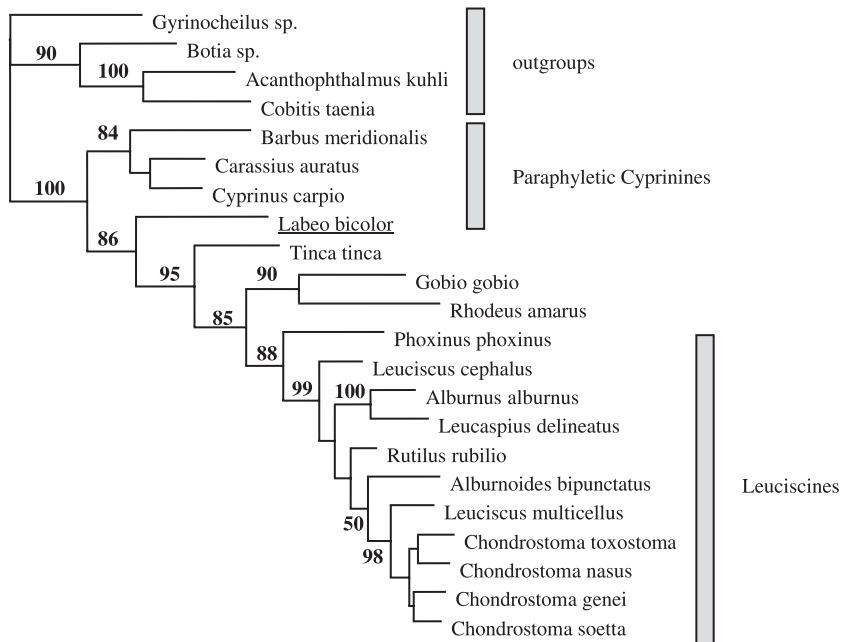 Gyrinocheilus sp.
90
Botia sp.
outgroups
100
Acanthophthalmus kuhli
Cobitis taenia
84
Barbus meridionalis
Carassius auratus
Paraphyletic Cyprinines
100
Cyprinus carpio
86
Labeo bicolor
95
Tinca tinca
90
Gobio gobio
85
Rhodeus amarus
88
Phoxinus phoxinus
99
Leuciscus cephalus
100
Alburnus alburnus
Leucaspius delineatus
Rutilus rubilio
Alburnoides bipunctatus
Leuciscines
50
Leuciscus multicellus
98
Chondrostoma toxostoma
Chondrostoma nasus
Chondrostoma genei
Chondrostoma soetta